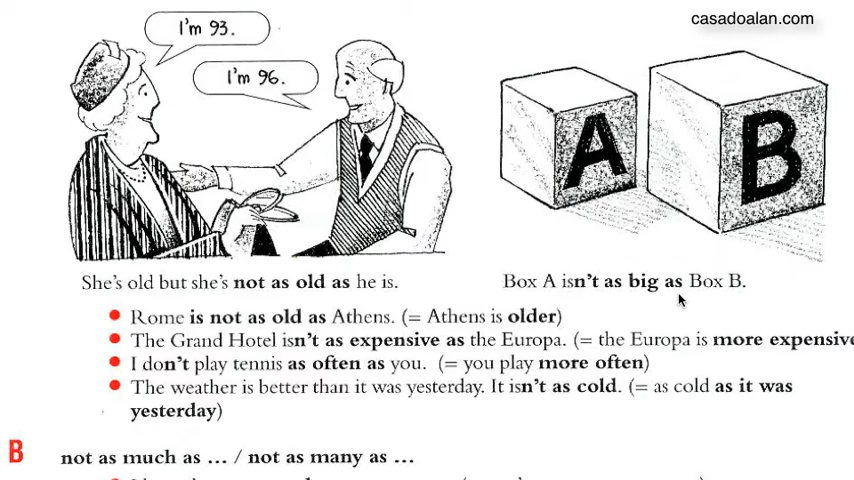 casadoalan.com
I'm 93.
I'm 96.
A
B
She's old but she's not as old as he is.
Box A isn't as big as Box B.
Rome is not as old as Athens. (= Athens is older)
The Grand Hotel isn't as expensive as the Europa. (= the Europa is more expensive
I don't play tennis as often as you. (= you play more often)
The weather is better than it was yesterday. It isn't as cold. (= as cold as it was
yesterday)
B not as much as … / not as many as …